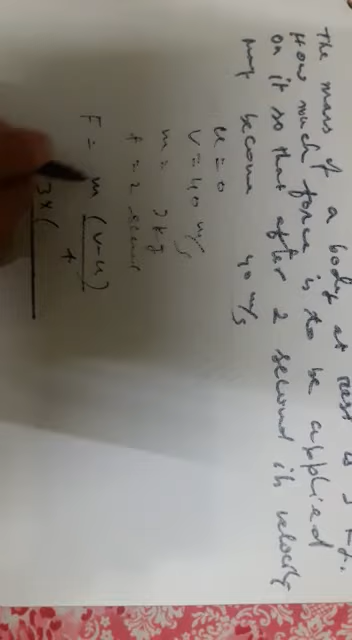 The mass of a body at rest is 3 Kg.
How much force is to be applied
on it so that after 2 second its velocity
may become 40 m/s
u = 0
v = 40 m/s
m = 3 kg
t = 2 second
F = m (v-u)
t
3 x (